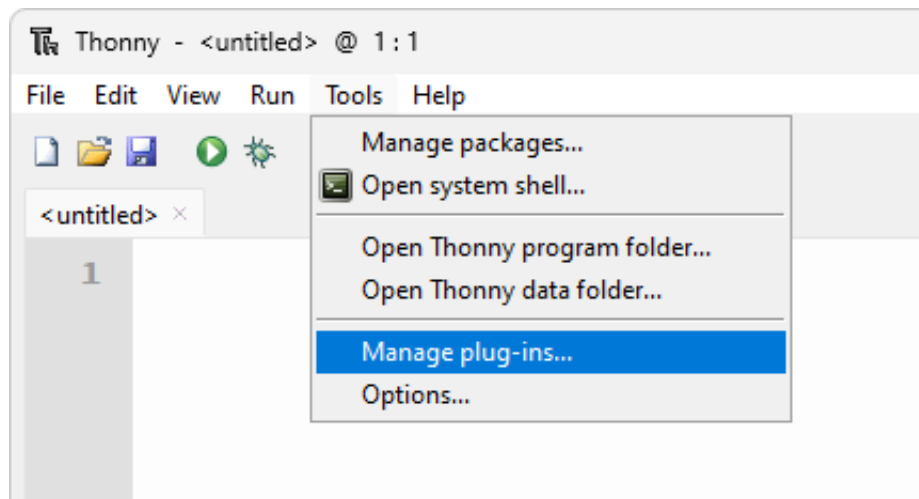 Thonny - <untitled> @ 1:1
File Edit View Run Tools Help
<untitled> ×
1
Manage packages...
Open system shell...
Open Thonny program folder...
Open Thonny data folder...
Manage plug-ins...
Options...